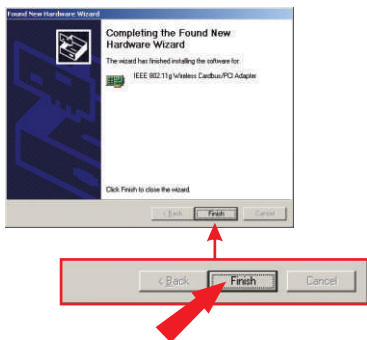 Found New Hardware Wizard
Completing the Found New
Hardware Wizard
The wizard has finished installing the software for:
IEEE 802.11g Wireless Cardbus/PCI Adapter
Click Finish to close the wizard.
< Back Finish Cancel
< Back Finish Cancel